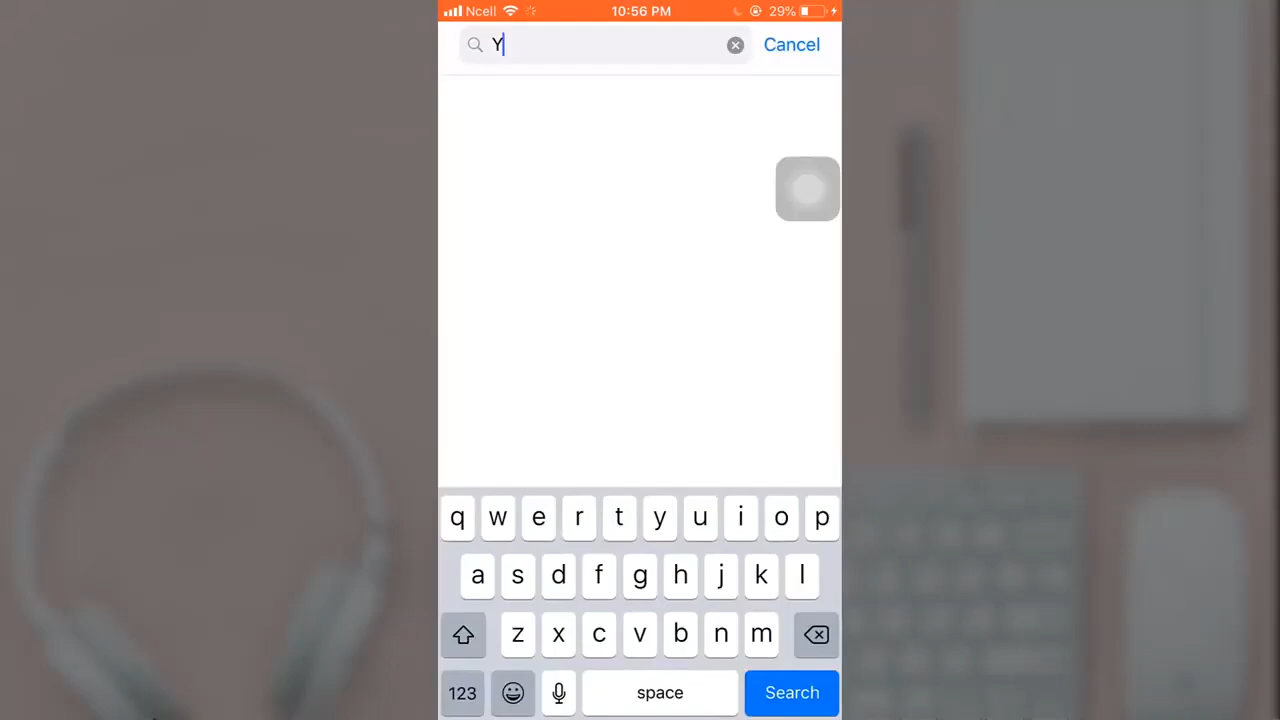 Ncell 10:56 PM 29%
Y Cancel
q w e r t y u i o p
a s d f g h j k l
z x c v b n m
123 space Search